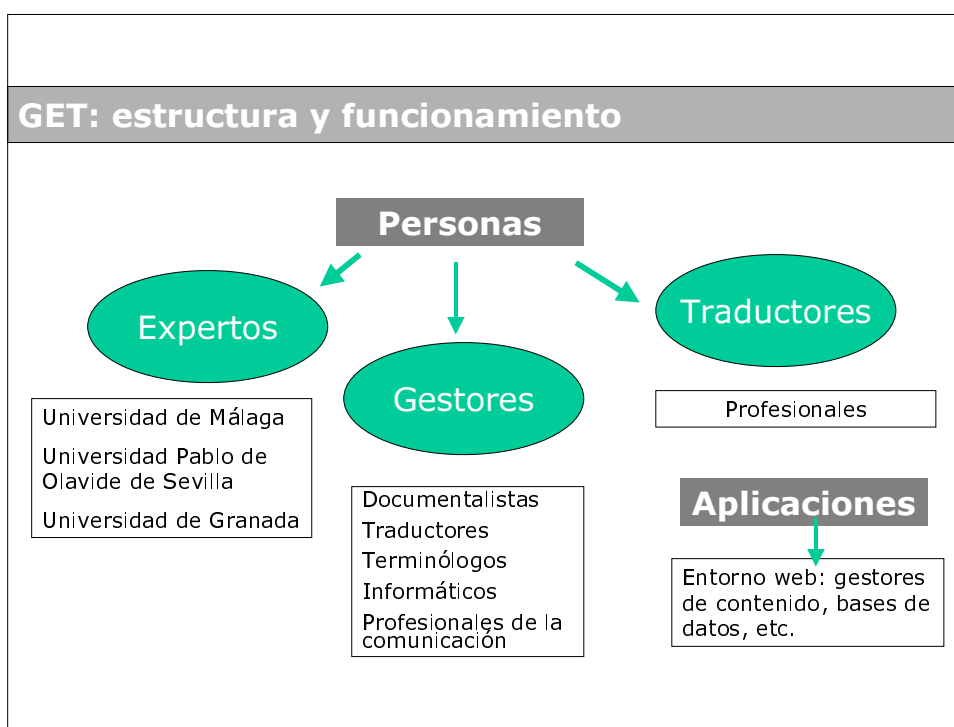 GET: estructura y funcionamiento
Personas
Expertos
Universidad de Málaga
Universidad Pablo de
Olavide de Sevilla
Universidad de Granada
Gestores
Documentalistas
Traductores
Terminólogos
Informáticos
Profesionales de la
comunicación
Traductores
Profesionales
Aplicaciones
Entorno web: gestores
de contenido, bases de
datos, etc.